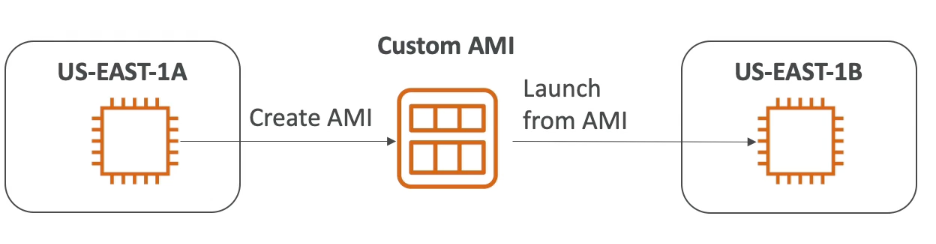 Custom AMI
US-EAST-1A
US-EAST-1B
Create AMI
Launch
from AMI